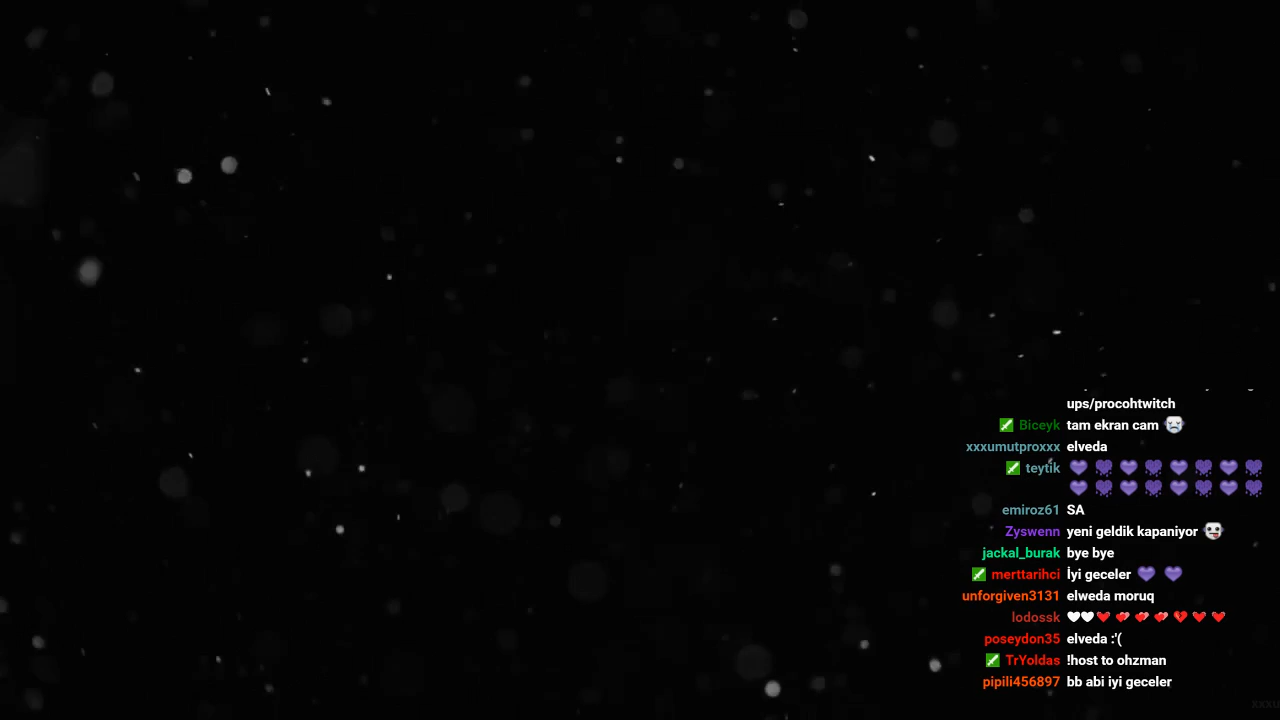 ups/procohtwitch
Biceyk tam ekran cam
xxxumutproxxx elveda
teytik
emiroz61 SA
Zyswenn yeni geldik kapaniyor
jackal_burak bye bye
merttarihci İyi geceler
unforgiven3131 elweda moruq
lodossk
poseydon35 elveda :'(
TrYoldas !host to ohzman
pipili456897 bb abi iyi geceler